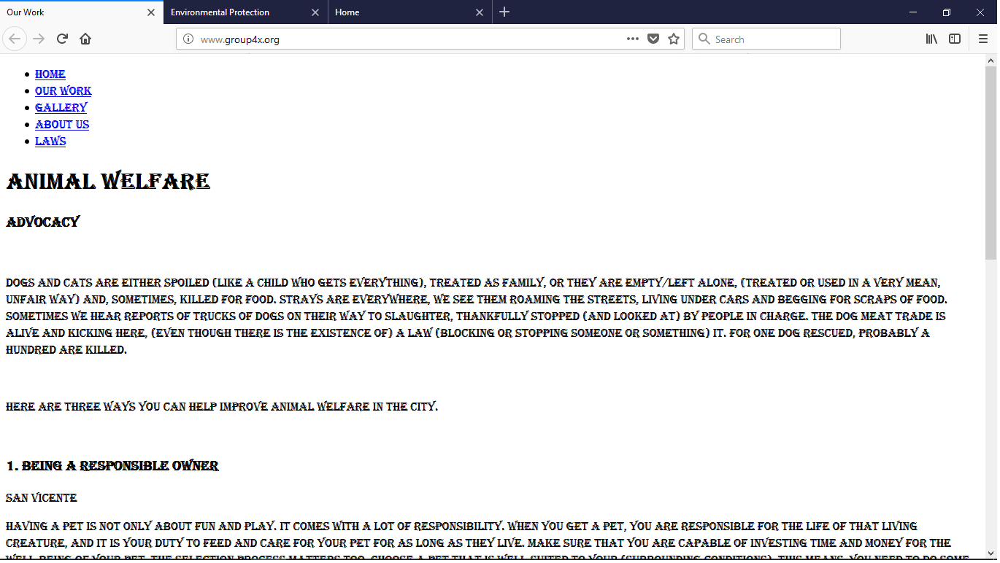 Our Work
Environmental Protection
Home
www.group4x.org
Search
HOME
OUR WORK
GALLERY
ABOUT US
LAWS
ANIMAL WELFARE
ADVOCACY
DOGS AND CATS ARE EITHER SPOILED (LIKE A CHILD WHO GETS EVERYTHING), TREATED AS FAMILY, OR THEY ARE EMPTY/LEFT ALONE, (TREATED OR USED IN A VERY MEAN,
UNFAIR WAY) AND, SOMETIMES, KILLED FOR FOOD. STRAYS ARE EVERYWHERE, WE SEE THEM ROAMING THE STREETS, LIVING UNDER CARS AND BEGGING FOR SCRAPS OF FOOD.
SOMETIMES WE HEAR REPORTS OF TRUCKS OF DOGS ON THEIR WAY TO SLAUGHTER, THANKFULLY STOPPED (AND LOOKED AT) BY PEOPLE IN CHARGE. THE DOG MEAT TRADE IS
ALIVE AND KICKING HERE, (EVEN THOUGH THERE IS THE EXISTENCE OF) A LAW (BLOCKING OR STOPPING SOMEONE OR SOMETHING) IT. FOR ONE DOG RESCUED, PROBABLY A
HUNDRED ARE KILLED.
HERE ARE THREE WAYS YOU CAN HELP IMPROVE ANIMAL WELFARE IN THE CITY.
1. BEING A RESPONSIBLE OWNER
SAN VICENTE
HAVING A PET IS NOT ONLY ABOUT FUN AND PLAY. IT COMES WITH A LOT OF RESPONSIBILITY. WHEN YOU GET A PET, YOU ARE RESPONSIBLE FOR THE LIFE OF THAT LIVING
CREATURE, AND IT IS YOUR DUTY TO FEED AND CARE FOR YOUR PET FOR AS LONG AS THEY LIVE. MAKE SURE THAT YOU ARE CAPABLE OF INVESTING TIME AND MONEY FOR THE
WELL-BEING OF YOUR PET. THE SELECTION PROCESS MATTERS TOO. CHOOSE A PET THAT IS WELL-SUITED TO YOUR (SURROUNDING CONDITIONS). THIS MEANS, YOU NEED TO DO SOME